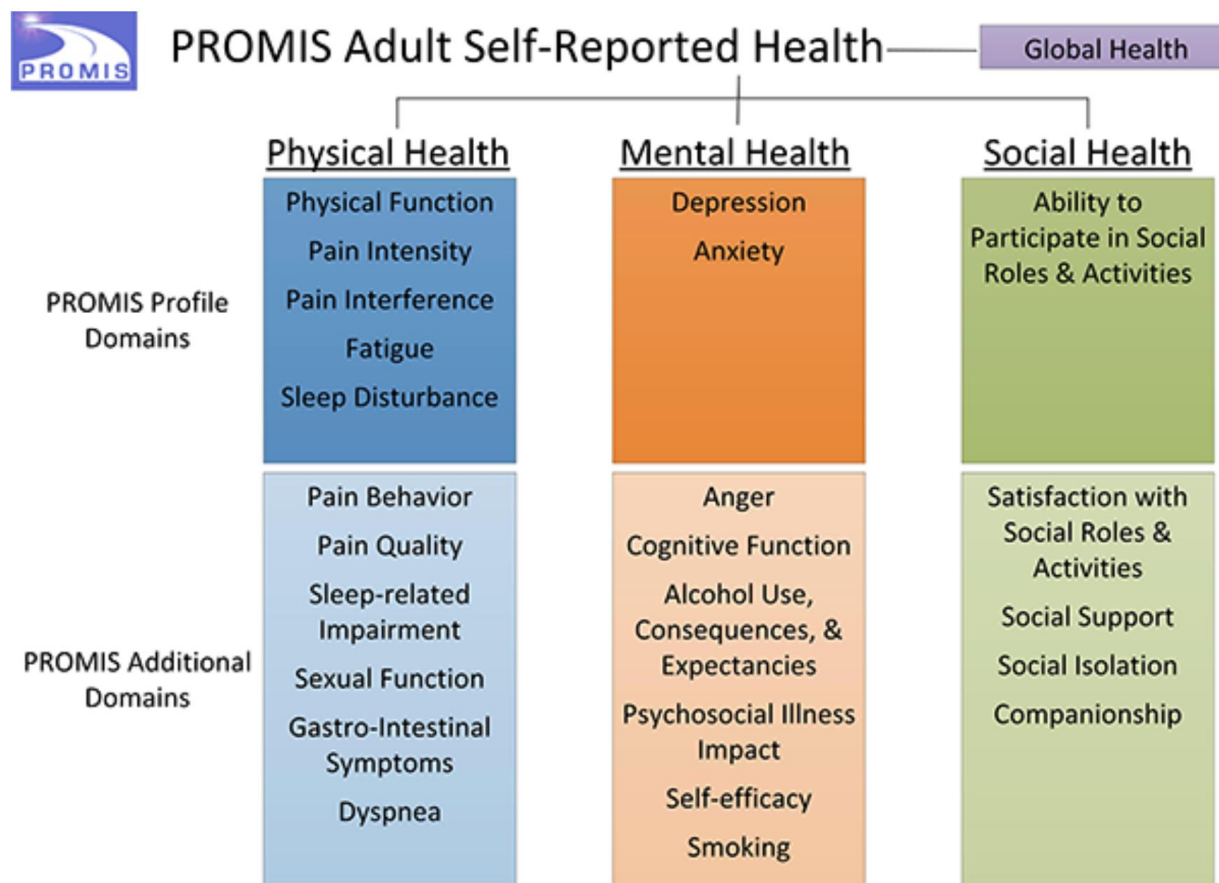 PROMIS
PROMIS Adult Self-Reported Health
Global Health
Physical Health
Mental Health
Social Health
PROMIS Profile
Domains
Physical Function
Pain Intensity
Pain Interference
Fatigue
Sleep Disturbance
Depression
Anxiety
Ability to
Participate in Social
Roles & Activities
PROMIS Additional
Domains
Pain Behavior
Pain Quality
Sleep-related
Impairment
Sexual Function
Gastro-Intestinal
Symptoms
Dyspnea
Anger
Cognitive Function
Alcohol Use,
Consequences, &
Expectancies
Psychosocial Illness
Impact
Self-efficacy
Smoking
Satisfaction with
Social Roles &
Activities
Social Support
Social Isolation
Companionship